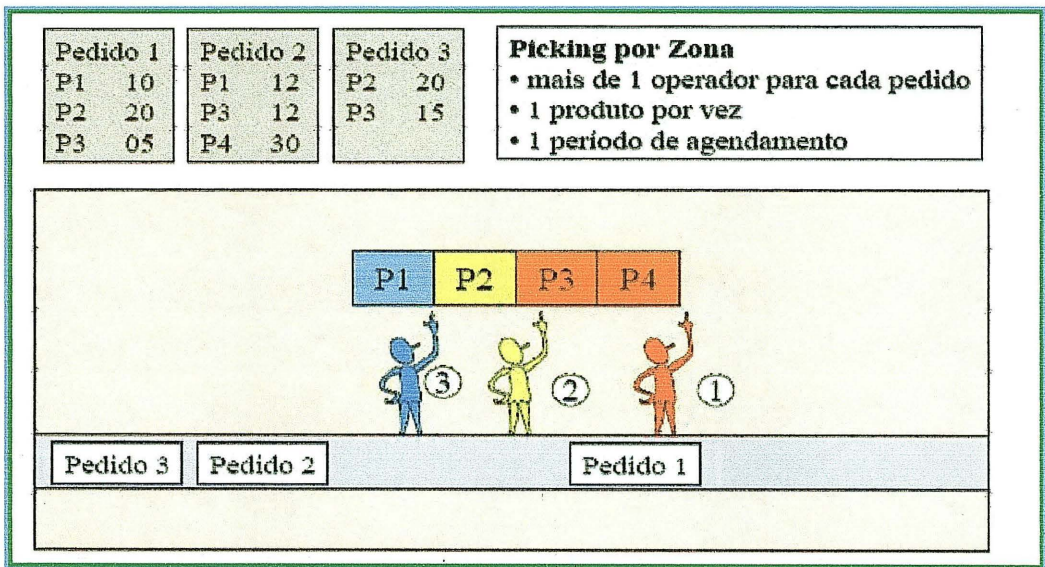 Pedido 1
P1 10
P2 20
P3 05
Pedido 2
P1 12
P3 12
P4 30
Pedido 3
P2 20
P3 15
Picking por Zona
• mais de 1 operador para cada pedido
• 1 produto por vez
• 1 período de agendamento
P1 P2 P3 P4
3 2 1
Pedido 3 Pedido 2 Pedido 1